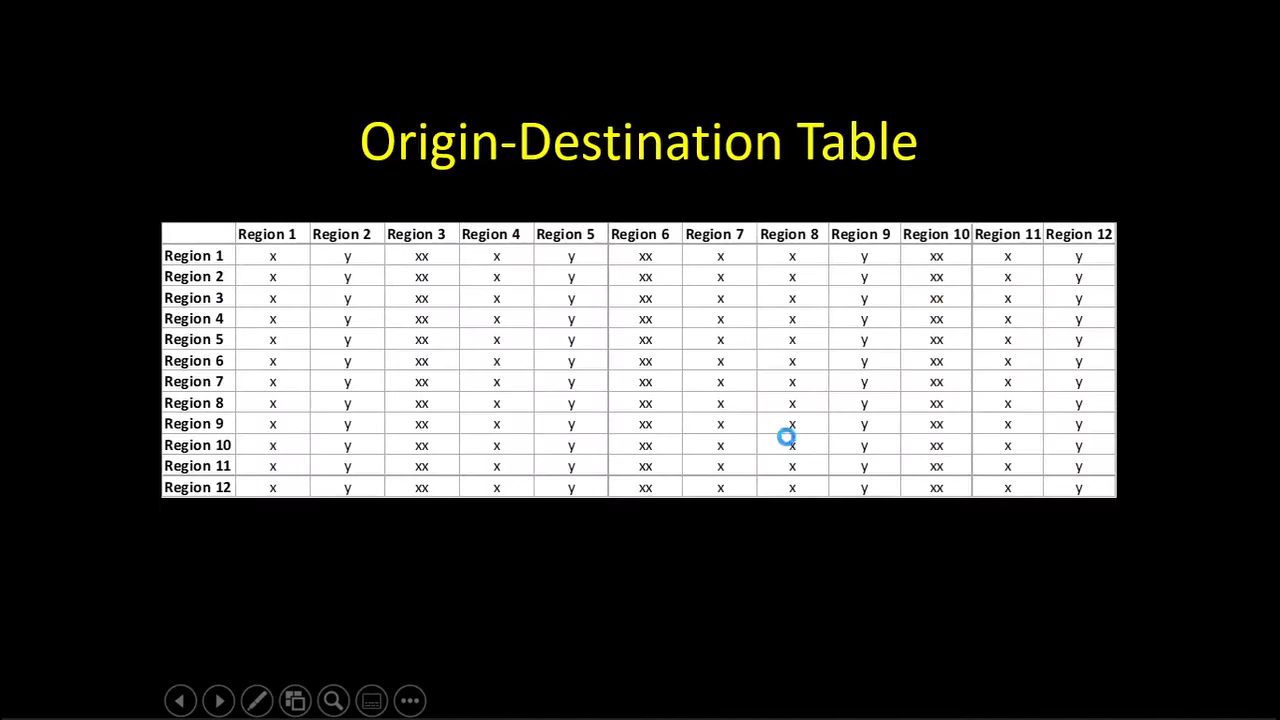 Origin-Destination Table
Region 1 Region 2 Region 3 Region 4 Region 5 Region 6 Region 7 Region 8 Region 9 Region 10 Region 11 Region 12
Region 1 x y xx x y xx x x y xx x y
Region 2 x y xx x y xx x x y xx x y
Region 3 x y xx x y xx x x y xx x y
Region 4 x y xx x y xx x x y xx x y
Region 5 x y xx x y xx x x y xx x y
Region 6 x y xx x y xx x x y xx x y
Region 7 x y xx x y xx x x y xx x y
Region 8 x y xx x y xx x x y xx x y
Region 9 x y xx x y xx x x y xx x y
Region 10 x y xx x y xx x x y xx x y
Region 11 x y xx x y xx x x y xx x y
Region 12 x y xx x y xx x x y xx x y